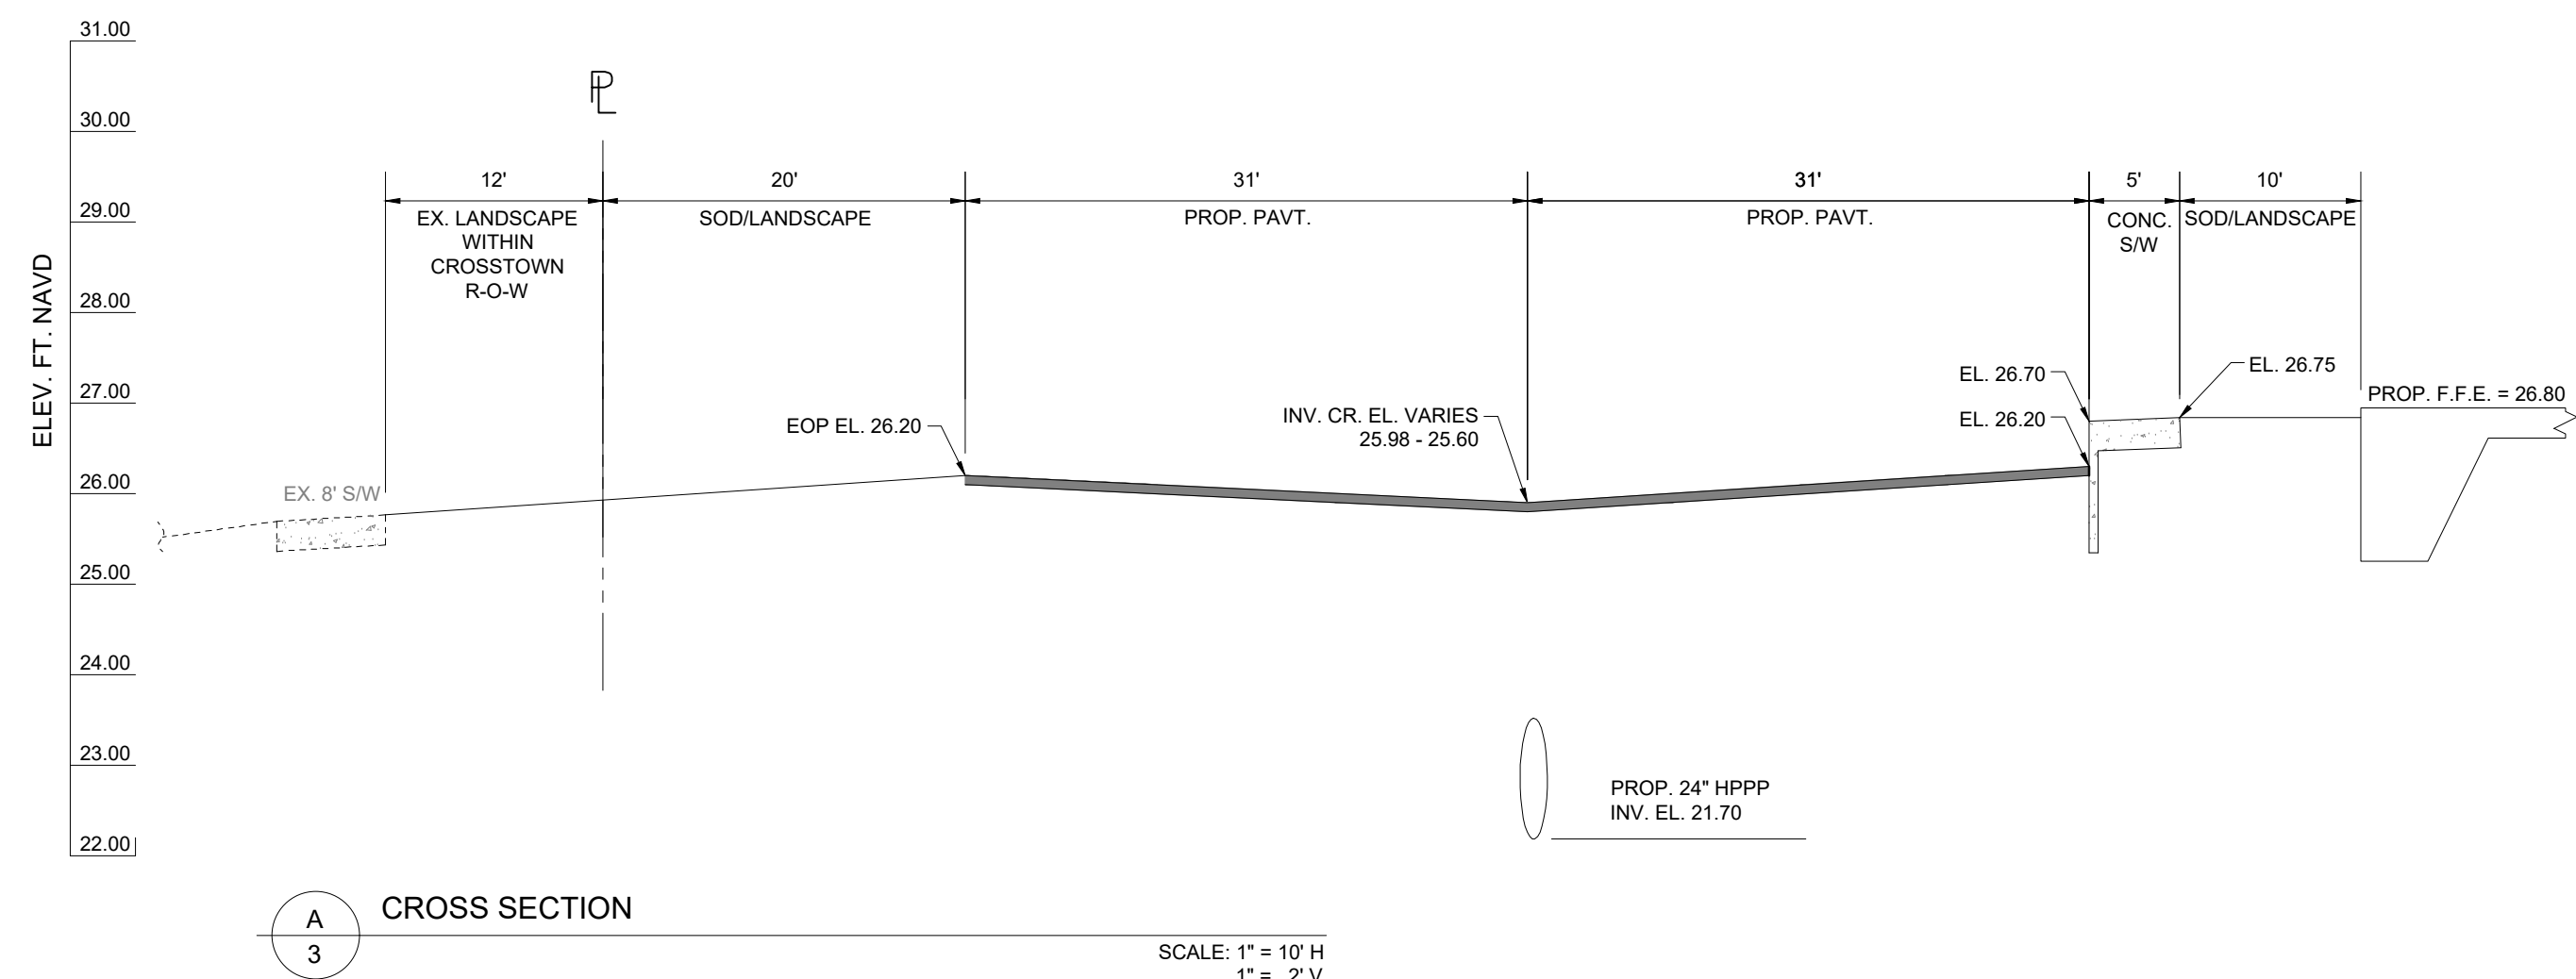 31.00
30.00
29.00
28.00
27.00
26.00
25.00
24.00
23.00
22.00
ELEV. FT. NAVD
PL
12'
EX. LANDSCAPE
WITHIN
CROSSTOWN
R-O-W
20'
SOD/LANDSCAPE
31'
PROP. PAVT.
31'
PROP. PAVT.
5'
CONC.
S/W
10'
SOD/LANDSCAPE
EX. 8' S/W
EOP EL. 26.20
INV. CR. EL. VARIES
25.98 - 25.60
EL. 26.70
EL. 26.20
EL. 26.75
PROP. F.F.E. = 26.80
PROP. 24" HPPP
INV. EL. 21.70
A
3
CROSS SECTION
SCALE: 1" = 10' H
1" = 2' V